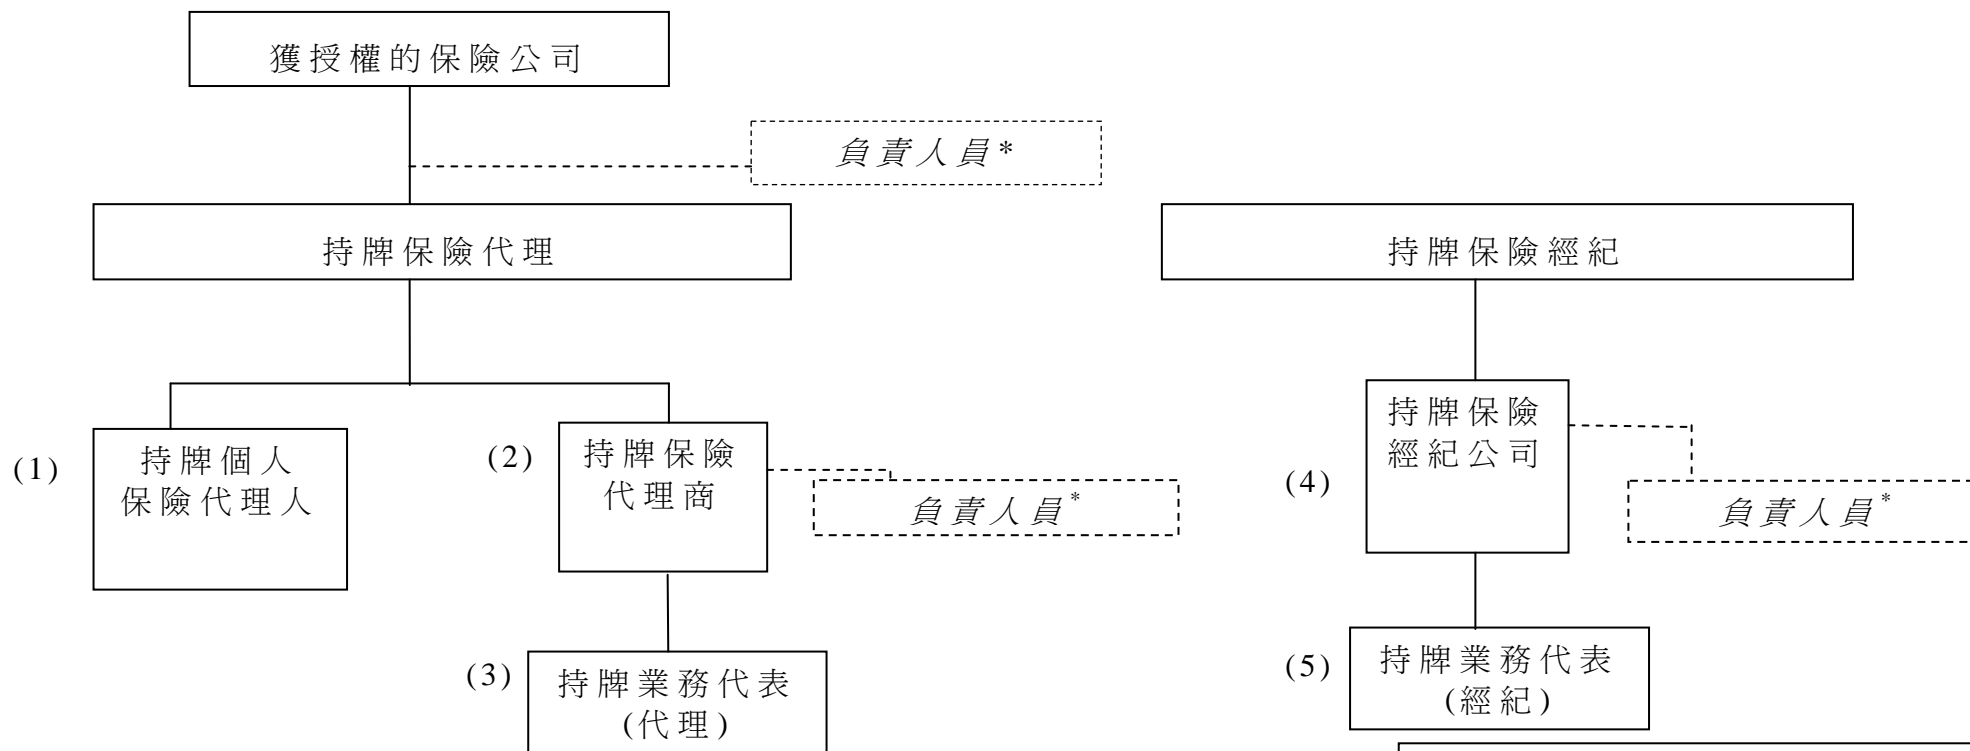 獲授權的保險公司
負責人員*
持牌保險代理
持牌保險經紀
(1)
持牌個人
保險代理人
(2)
持牌保險
代理商
負責人員*
(3)
持牌業務代表
(代理)
(4)
持牌保險
經紀公司
負責人員*
(5)
持牌業務代表
(經紀)